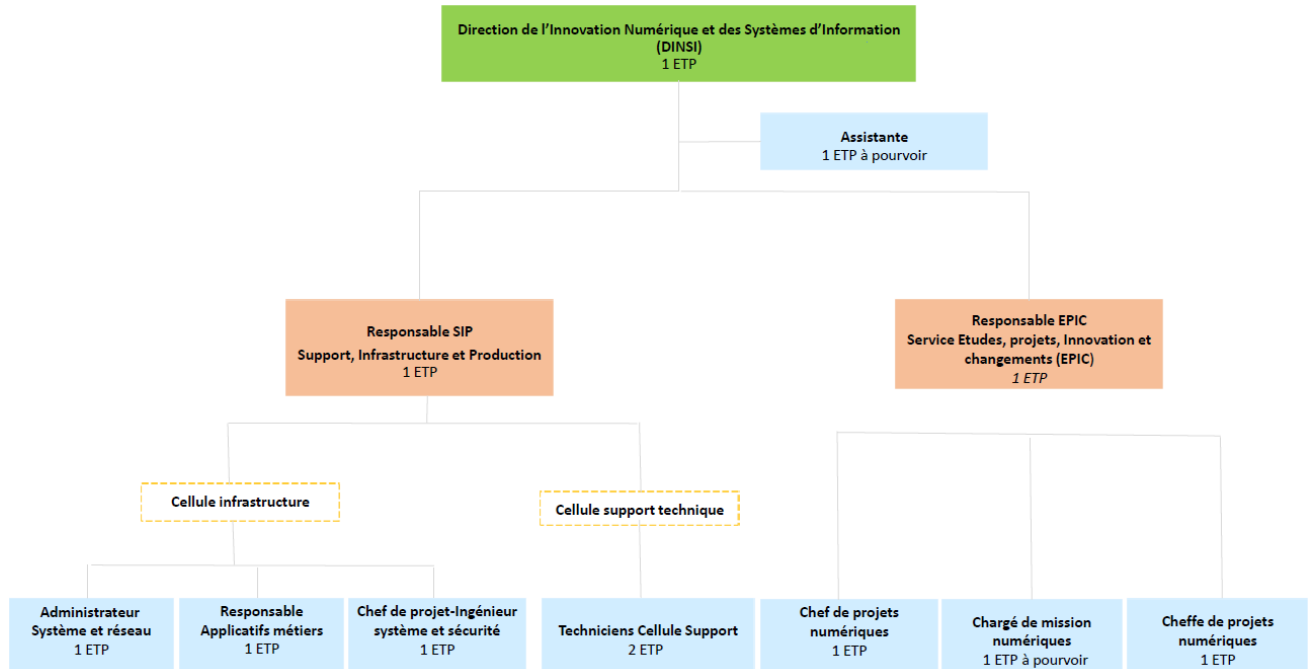 Direction de l’Innovation Numérique et des Systèmes d’Information
(DINSI)
1 ETP
Assistante
1 ETP à pourvoir
Responsable SIP
Support, Infrastructure et Production
1 ETP
Responsable EPIC
Service Etudes, projets, Innovation et
changements (EPIC)
1 ETP
Cellule infrastructure
Cellule support technique
Administrateur
Système et réseau
1 ETP
Responsable
Applicatifs métiers
1 ETP
Chef de projet-Ingénieur
système et sécurité
1 ETP
Techniciens Cellule Support
2 ETP
Chef de projets
numériques
1 ETP
Chargé de mission
numériques
1 ETP à pourvoir
Cheffe de projets
numériques
1 ETP